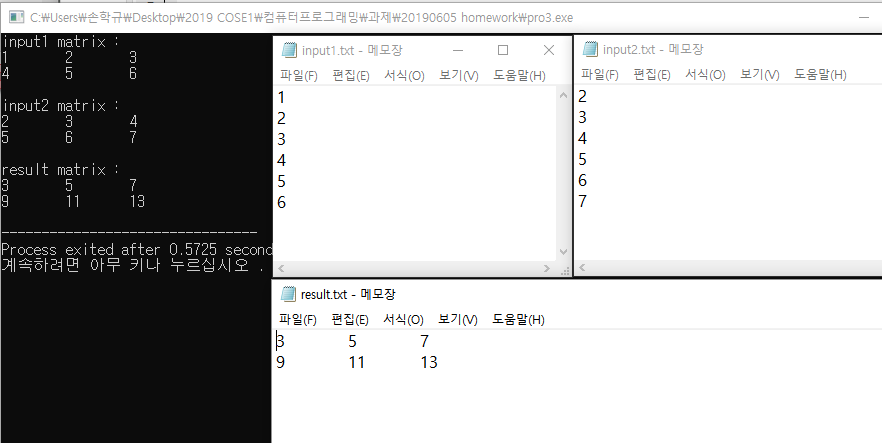 C:₩Users₩손학규₩Desktop₩2019 COSE1₩컴퓨터프로그래밍₩과제₩20190605 homework₩pro3.exe
input1 matrix :
1 2 3
4 5 6
input2 matrix :
2 3 4
5 6 7
result matrix :
3 5 7
9 11 13
--------------------------------
Process exited after 0.5725 second
계속하려면 아무 키나 누르십시오 .
input1.txt - 메모장
파일(F) 편집(E) 서식(O) 보기(V) 도움말(H)
1
2
3
4
5
6
input2.txt - 메모장
파일(F) 편집(E) 서식(O) 보기(V) 도움말(H)
2
3
4
5
6
7
result.txt - 메모장
파일(F) 편집(E) 서식(O) 보기(V) 도움말(H)
3 5 7
9 11 13